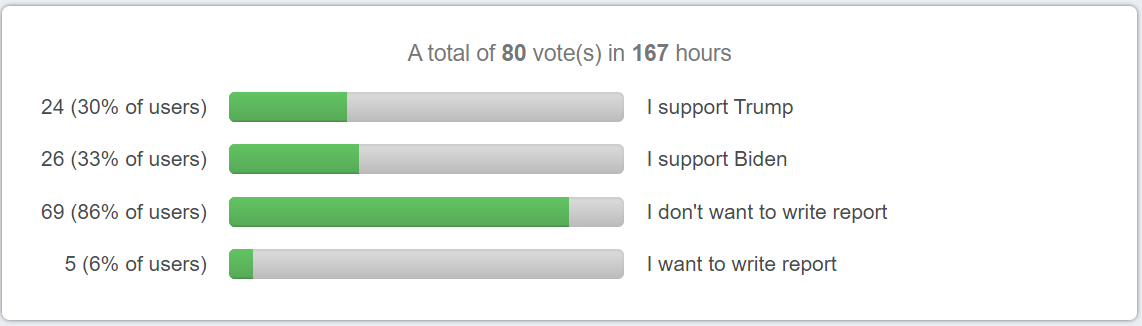 A total of 80 vote(s) in 167 hours
24 (30% of users) I support Trump
26 (33% of users) I support Biden
69 (86% of users) I don't want to write report
5 (6% of users) I want to write report